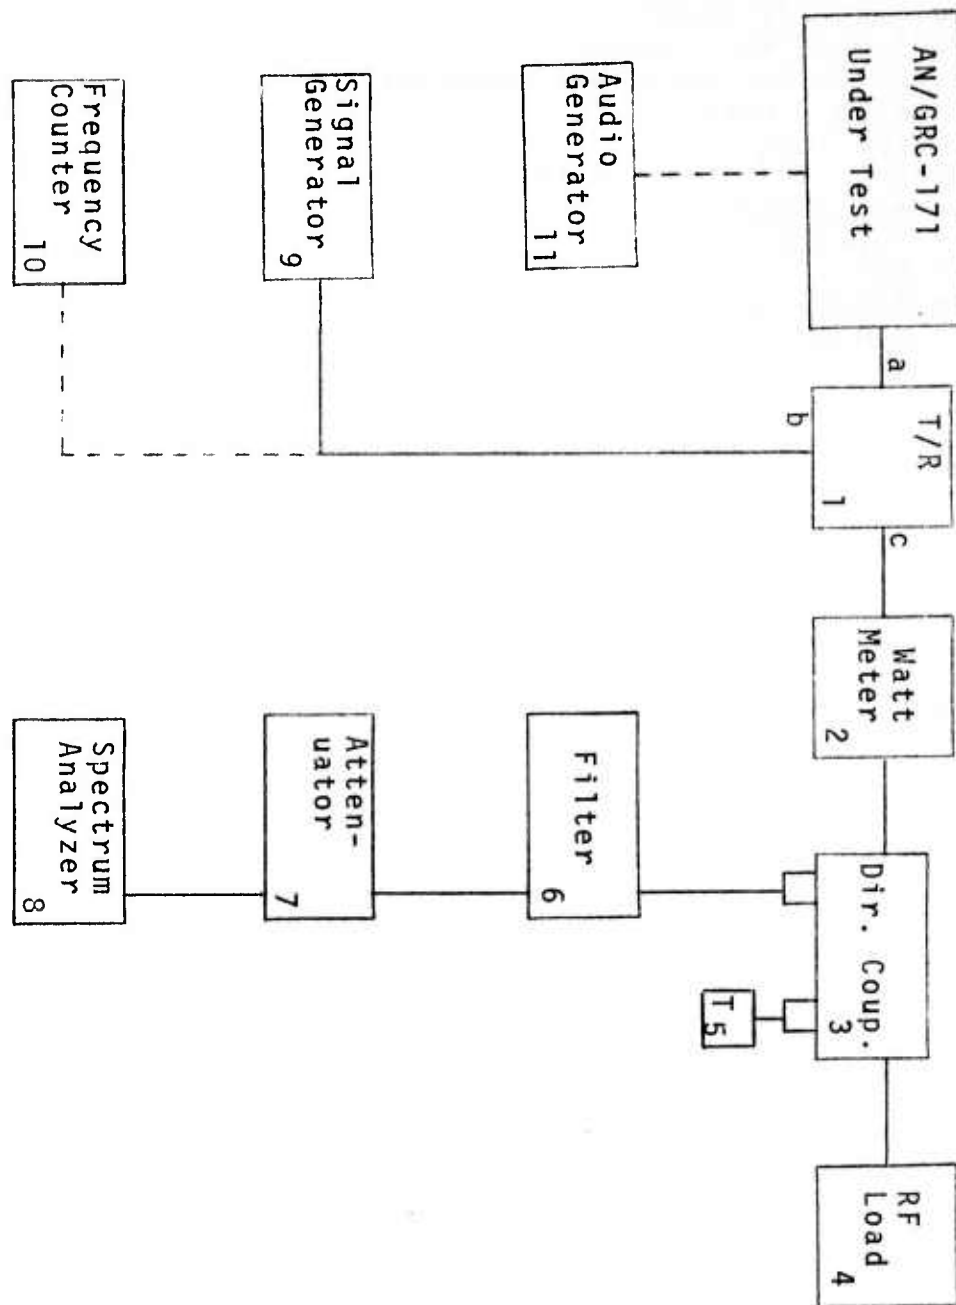 AN/GRC-171
Under Test
a
T/R
1
b
c
Watt
Meter
2
Dir. Coup.
3
RF
Load
4
T
5
Audio
Generator
11
Filter
6
Signal
Generator
9
Atten-
uator
7
Frequency
Counter
10
Spectrum
Analyzer
8